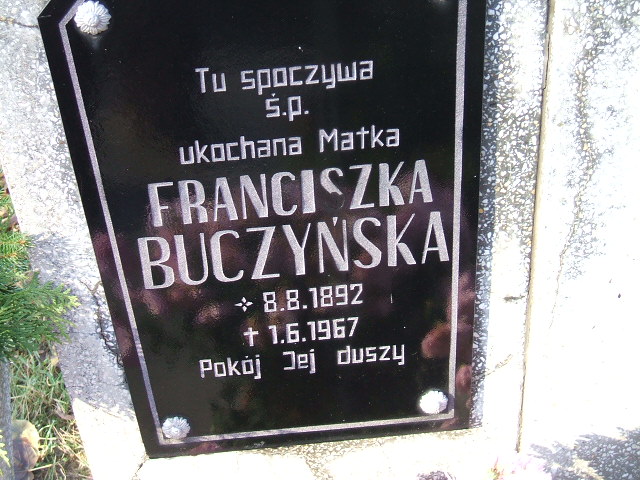 Tu spoczywa
ś.p.
ukochana Matka
FRANCISZKA
BUCZYŃSKA
✧ 8.8.1892
✝ 1.6.1967
Pokój Jej duszy